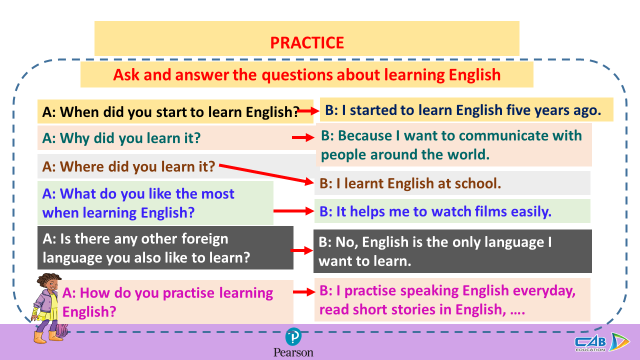 PRACTICE
Ask and answer the questions about learning English
A: When did you start to learn English?
B: I started to learn English five years ago.
A: Why did you learn it?
B: Because I want to communicate with
people around the world.
A: Where did you learn it?
B: I learnt English at school.
A: What do you like the most
when learning English?
B: It helps me to watch films easily.
A: Is there any other foreign
language you also like to learn?
B: No, English is the only language I
want to learn.
A: How do you practise learning
English?
B: I practise speaking English everyday,
read short stories in English, ....
Pearson
CAB
EDUCATION